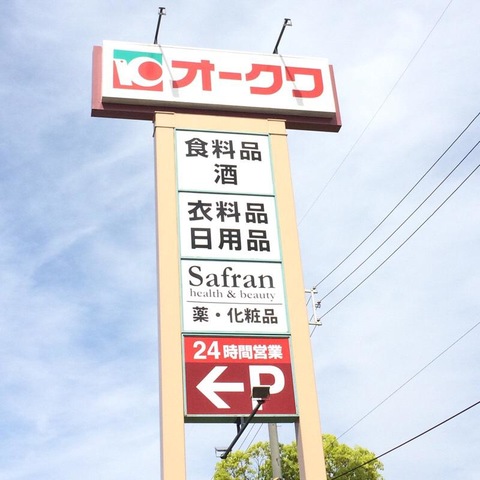 オークワ
食料品
酒
衣料品
日用品
Safran
health & beauty
薬・化粧品
24時間営業
←P